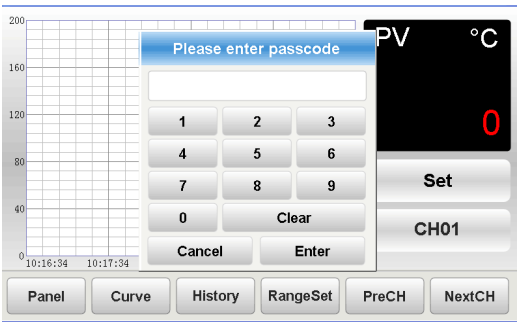 200
160
120
80
40
0
10:16:34 10:17:34
Please enter passcode
1 2 3
4 5 6
7 8 9
0 Clear
Cancel Enter
PV °C
0
Set
CH01
Panel Curve History RangeSet PreCH NextCH